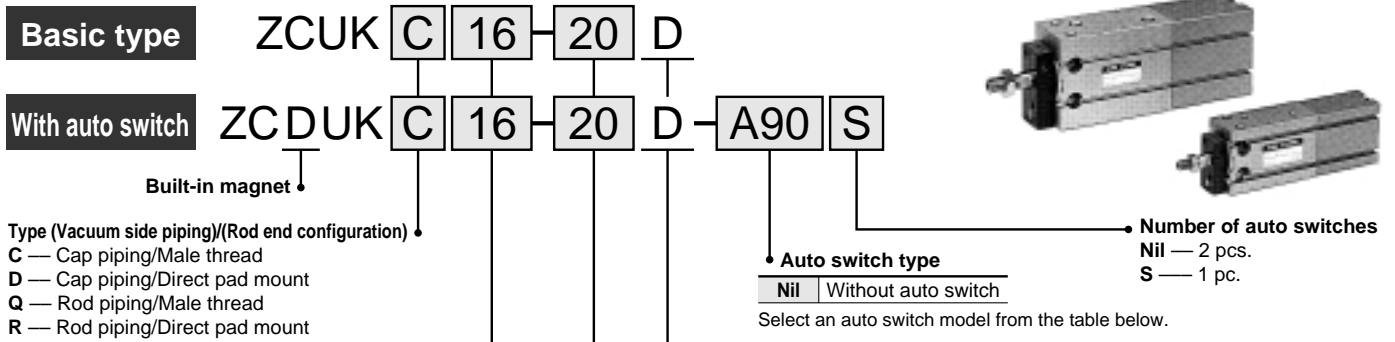 Basic type
ZCUK C 16-20 D
With auto switch
ZCDUK C 16-20 D-A90 S
Built-in magnet
Type (Vacuum side piping)/(Rod end configuration)
C — Cap piping/Male thread
D — Cap piping/Direct pad mount
Q — Rod piping/Male thread
R — Rod piping/Direct pad mount
Auto switch type
Nil Without auto switch
Select an auto switch model from the table below.
Number of auto switches
Nil — 2 pcs.
S — 1 pc.